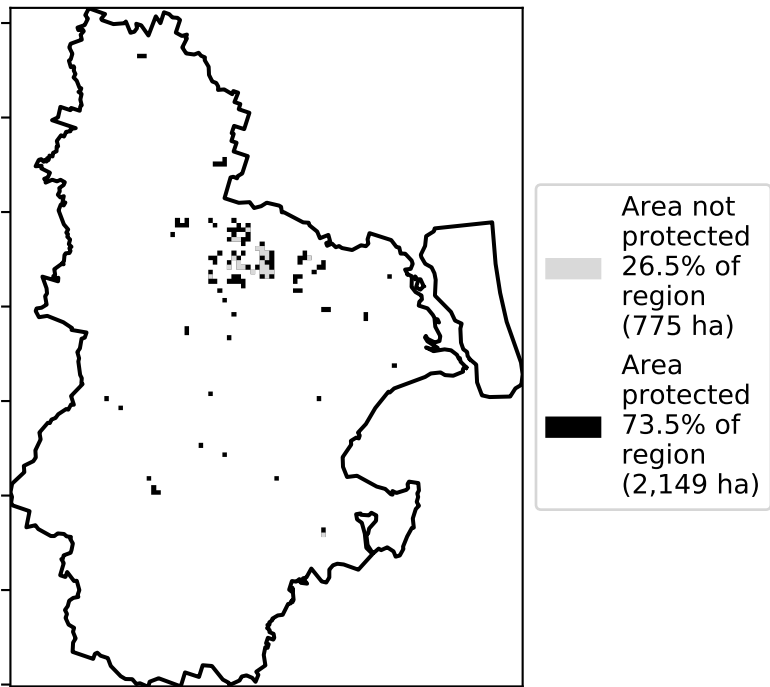 Area not
protected
26.5% of
region
(775 ha)
Area
protected
73.5% of
region
(2,149 ha)